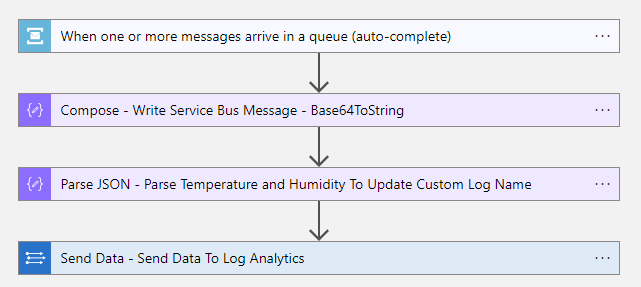 When one or more messages arrive in a queue (auto-complete)
Compose - Write Service Bus Message - Base64ToString
Parse JSON - Parse Temperature and Humidity To Update Custom Log Name
Send Data - Send Data To Log Analytics